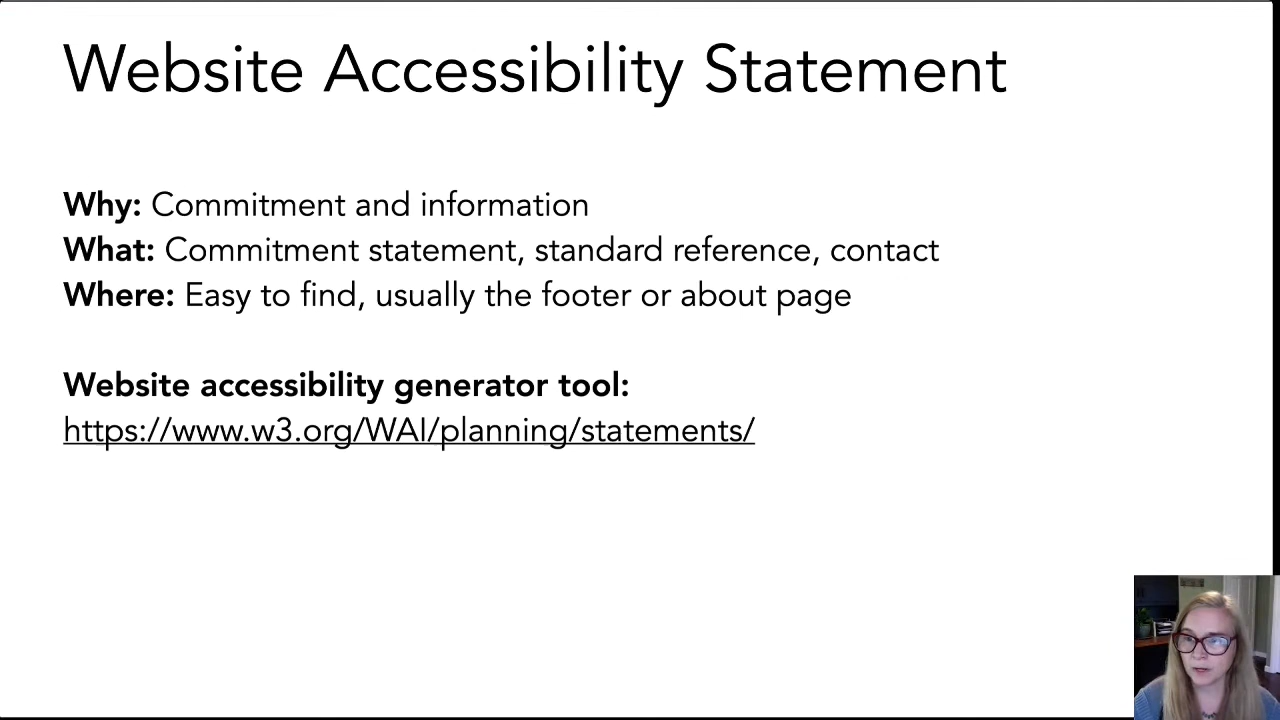 Website Accessibility Statement
Why: Commitment and information
What: Commitment statement, standard reference, contact
Where: Easy to find, usually the footer or about page
Website accessibility generator tool:
https://www.w3.org/WAI/planning/statements/